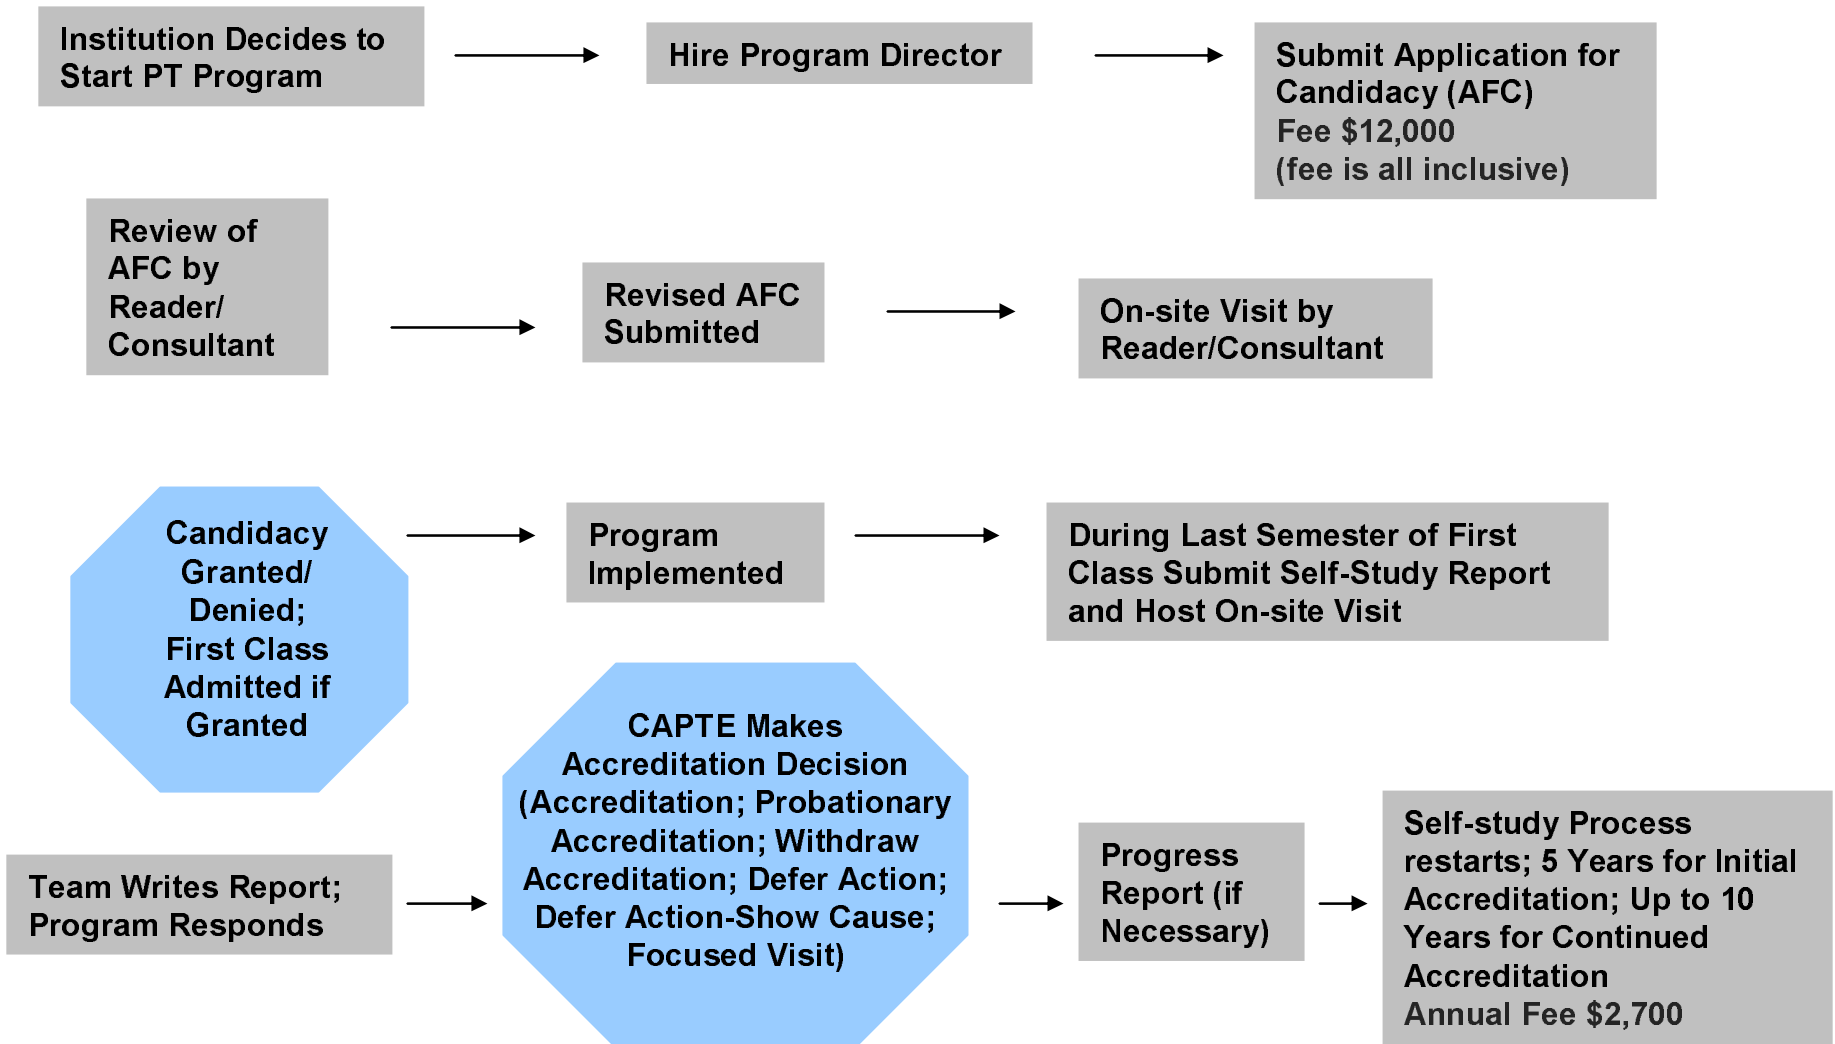 Institution Decides to
Start PT Program
Hire Program Director
Submit Application for
Candidacy (AFC)
Fee $12,000
(fee is all inclusive)
Review of
AFC by
Reader/
Consultant
Revised AFC
Submitted
On-site Visit by
Reader/Consultant
Candidacy
Granted/
Denied;
First Class
Admitted if
Granted
Program
Implemented
During Last Semester of First
Class Submit Self-Study Report
and Host On-site Visit
Team Writes Report;
Program Responds
CAPTE Makes
Accreditation Decision
(Accreditation; Probationary
Accreditation; Withdraw
Accreditation; Defer Action;
Defer Action-Show Cause;
Focused Visit)
Progress
Report (if
Necessary)
Self-study Process
restarts; 5 Years for Initial
Accreditation; Up to 10
Years for Continued
Accreditation
Annual Fee $2,700